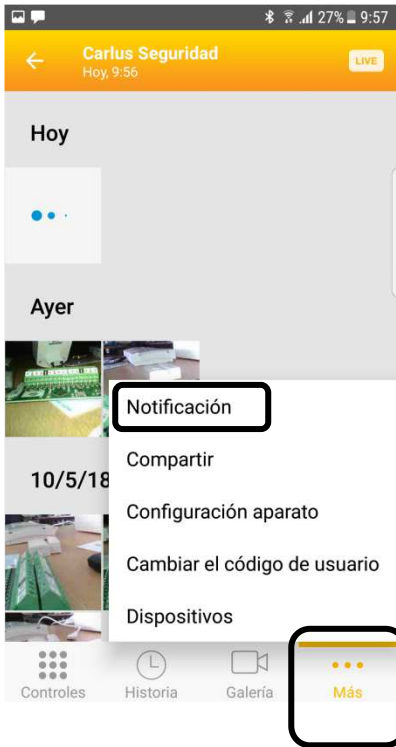 27% 9:57
Carlus Seguridad
Hoy, 9:56
LIVE
Hoy
Ayer
Notificación
Compartir
10/5/18
Configuración aparato
Cambiar el código de usuario
Dispositivos
Controles Historia Galería Más